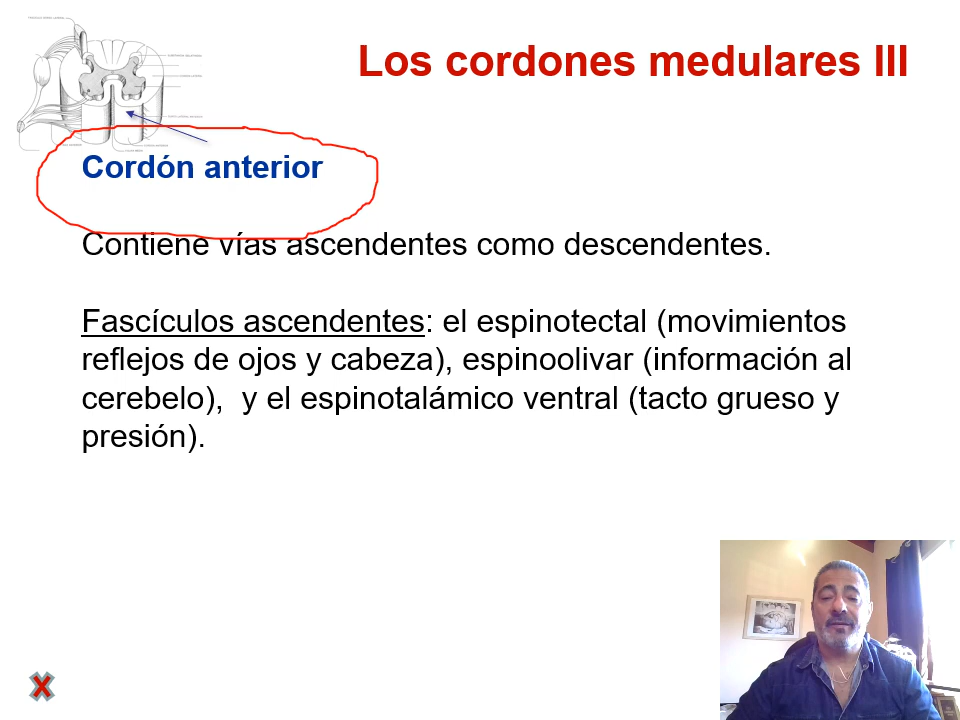 Los cordones medulares III
Cordón anterior
Contiene vías ascendentes como descendentes.
Fascículos ascendentes: el espinotectal (movimientos
reflejos de ojos y cabeza), espinoolivar (información al
cerebelo), y el espinotalámico ventral (tacto grueso y
presión).